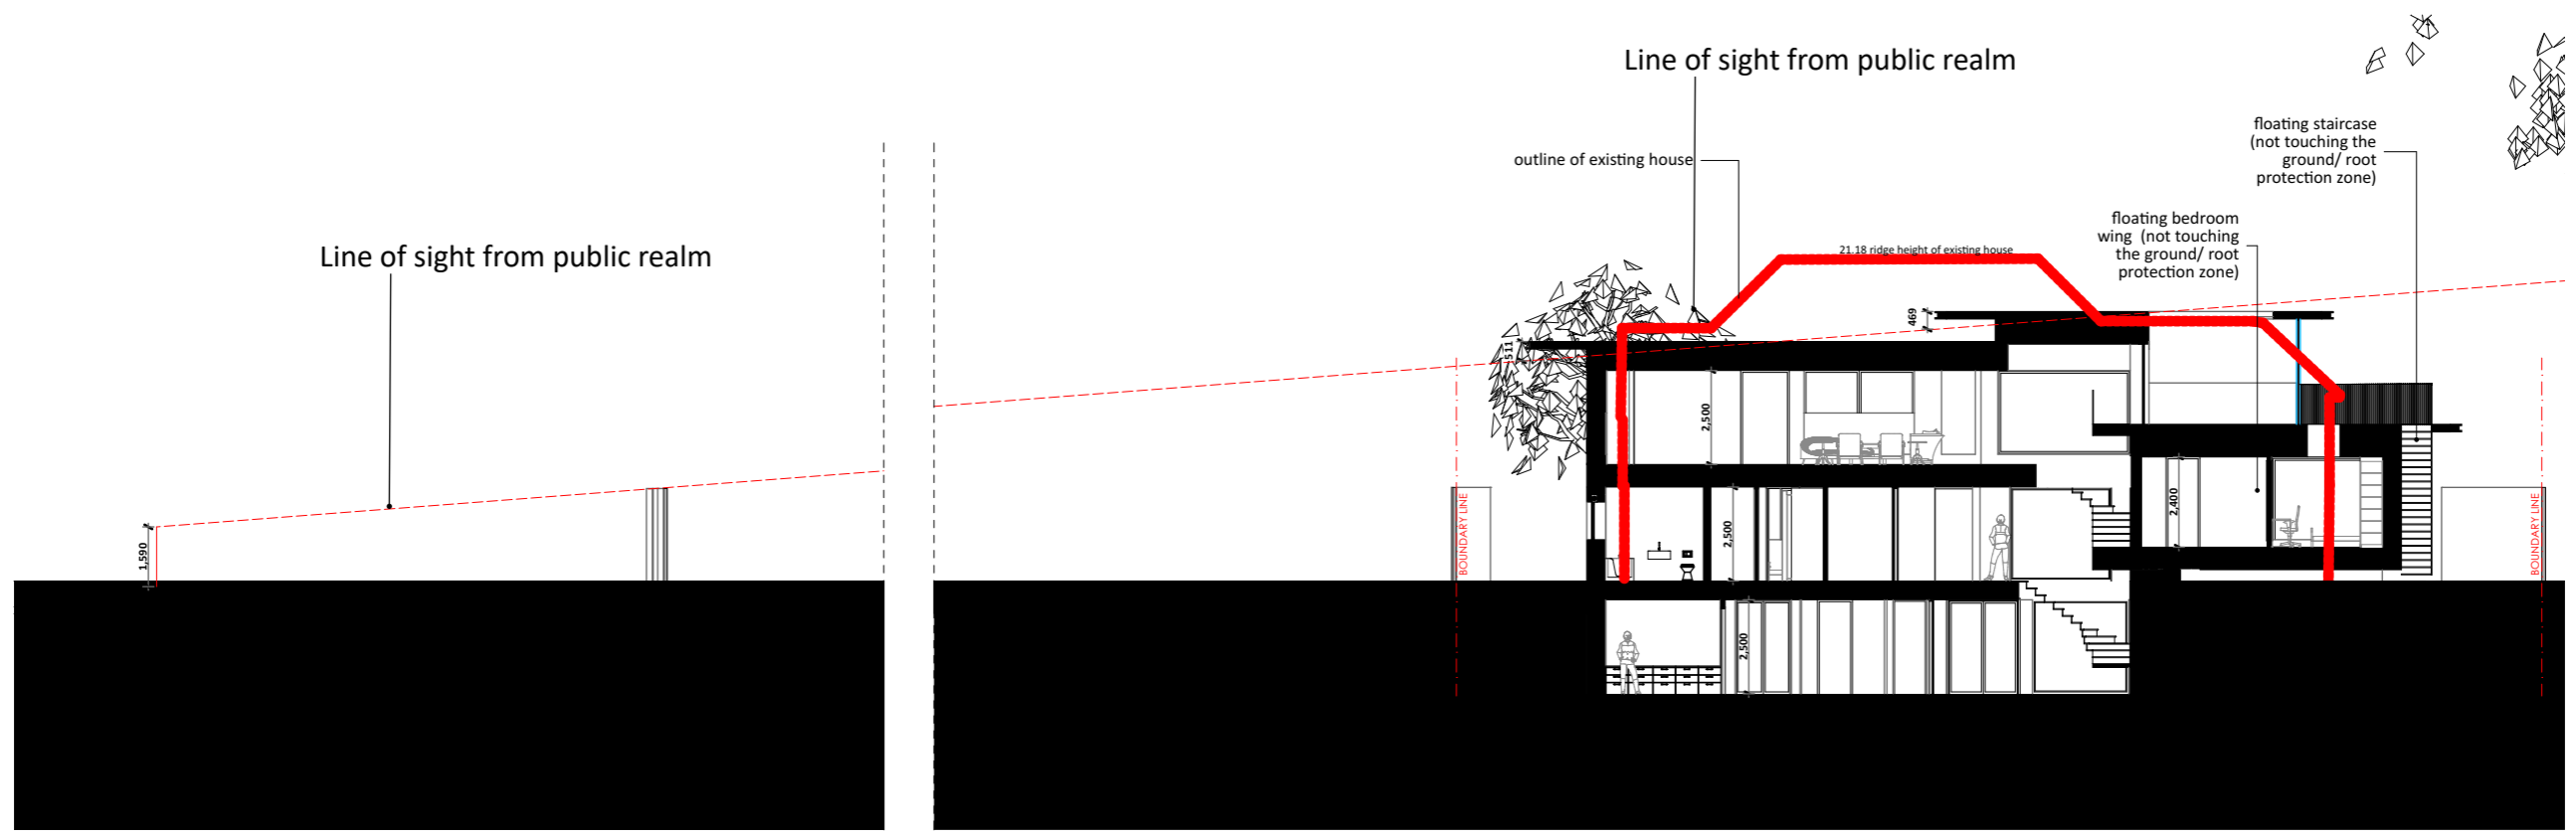 Line of sight from public realm
outline of existing house
floating staircase
(not touching the
ground/ root
protection zone)
floating bedroom
wing (not touching
the ground/ root
protection zone)
21.18 ridge height of existing house
Line of sight from public realm
469
511
2,500
2,500
2,400
1,590
BOUNDARY LINE
BOUNDARY LINE
2,500